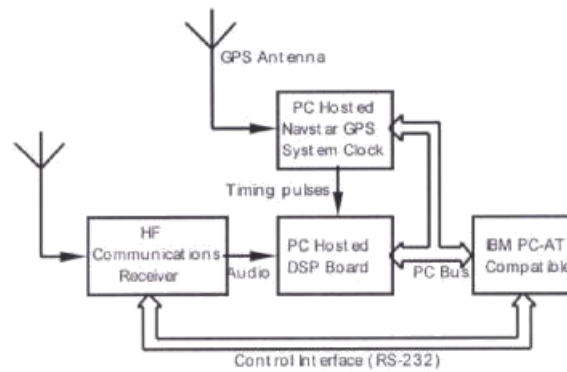 GPS Antenna
PC Hosted
Navstar GPS
System Clock
Timing pulses
HF
Communications
Receiver
Audio
PC Hosted
DSP Board
PC Bus
IBM PC-AT
Compatible
Control Interface (RS-232)